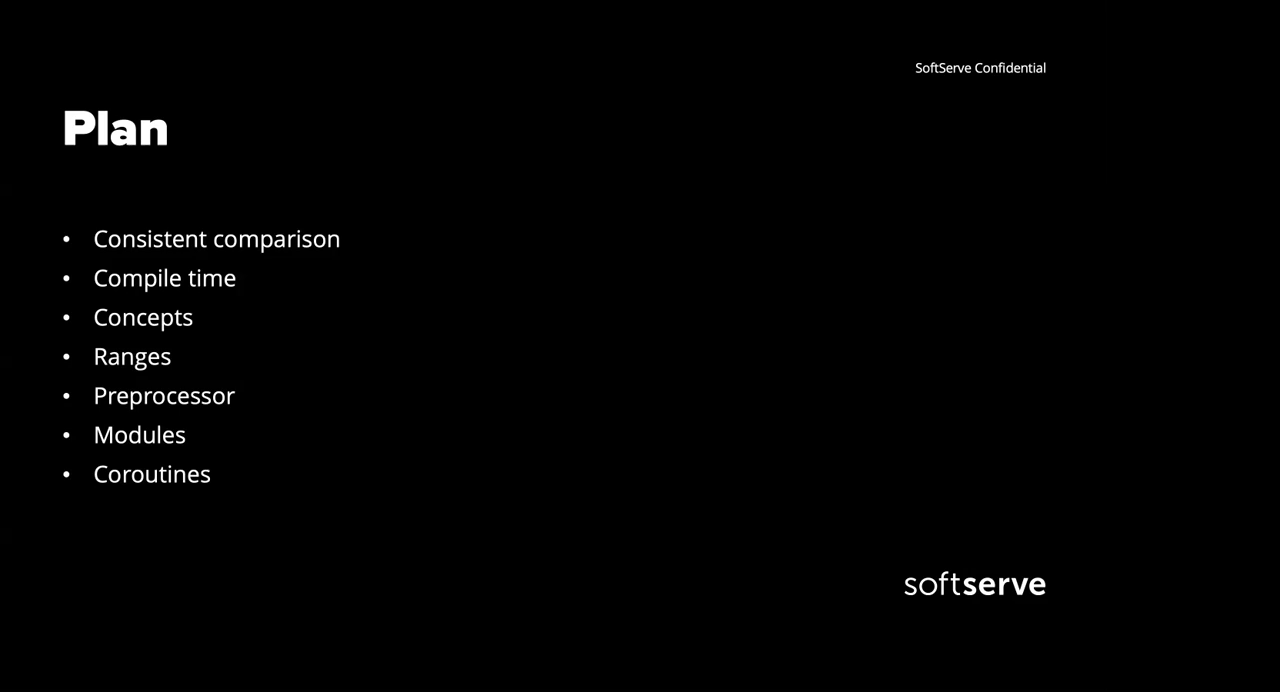 SoftServe Confidential
Plan
• Consistent comparison
• Compile time
• Concepts
• Ranges
• Preprocessor
• Modules
• Coroutines
softserve